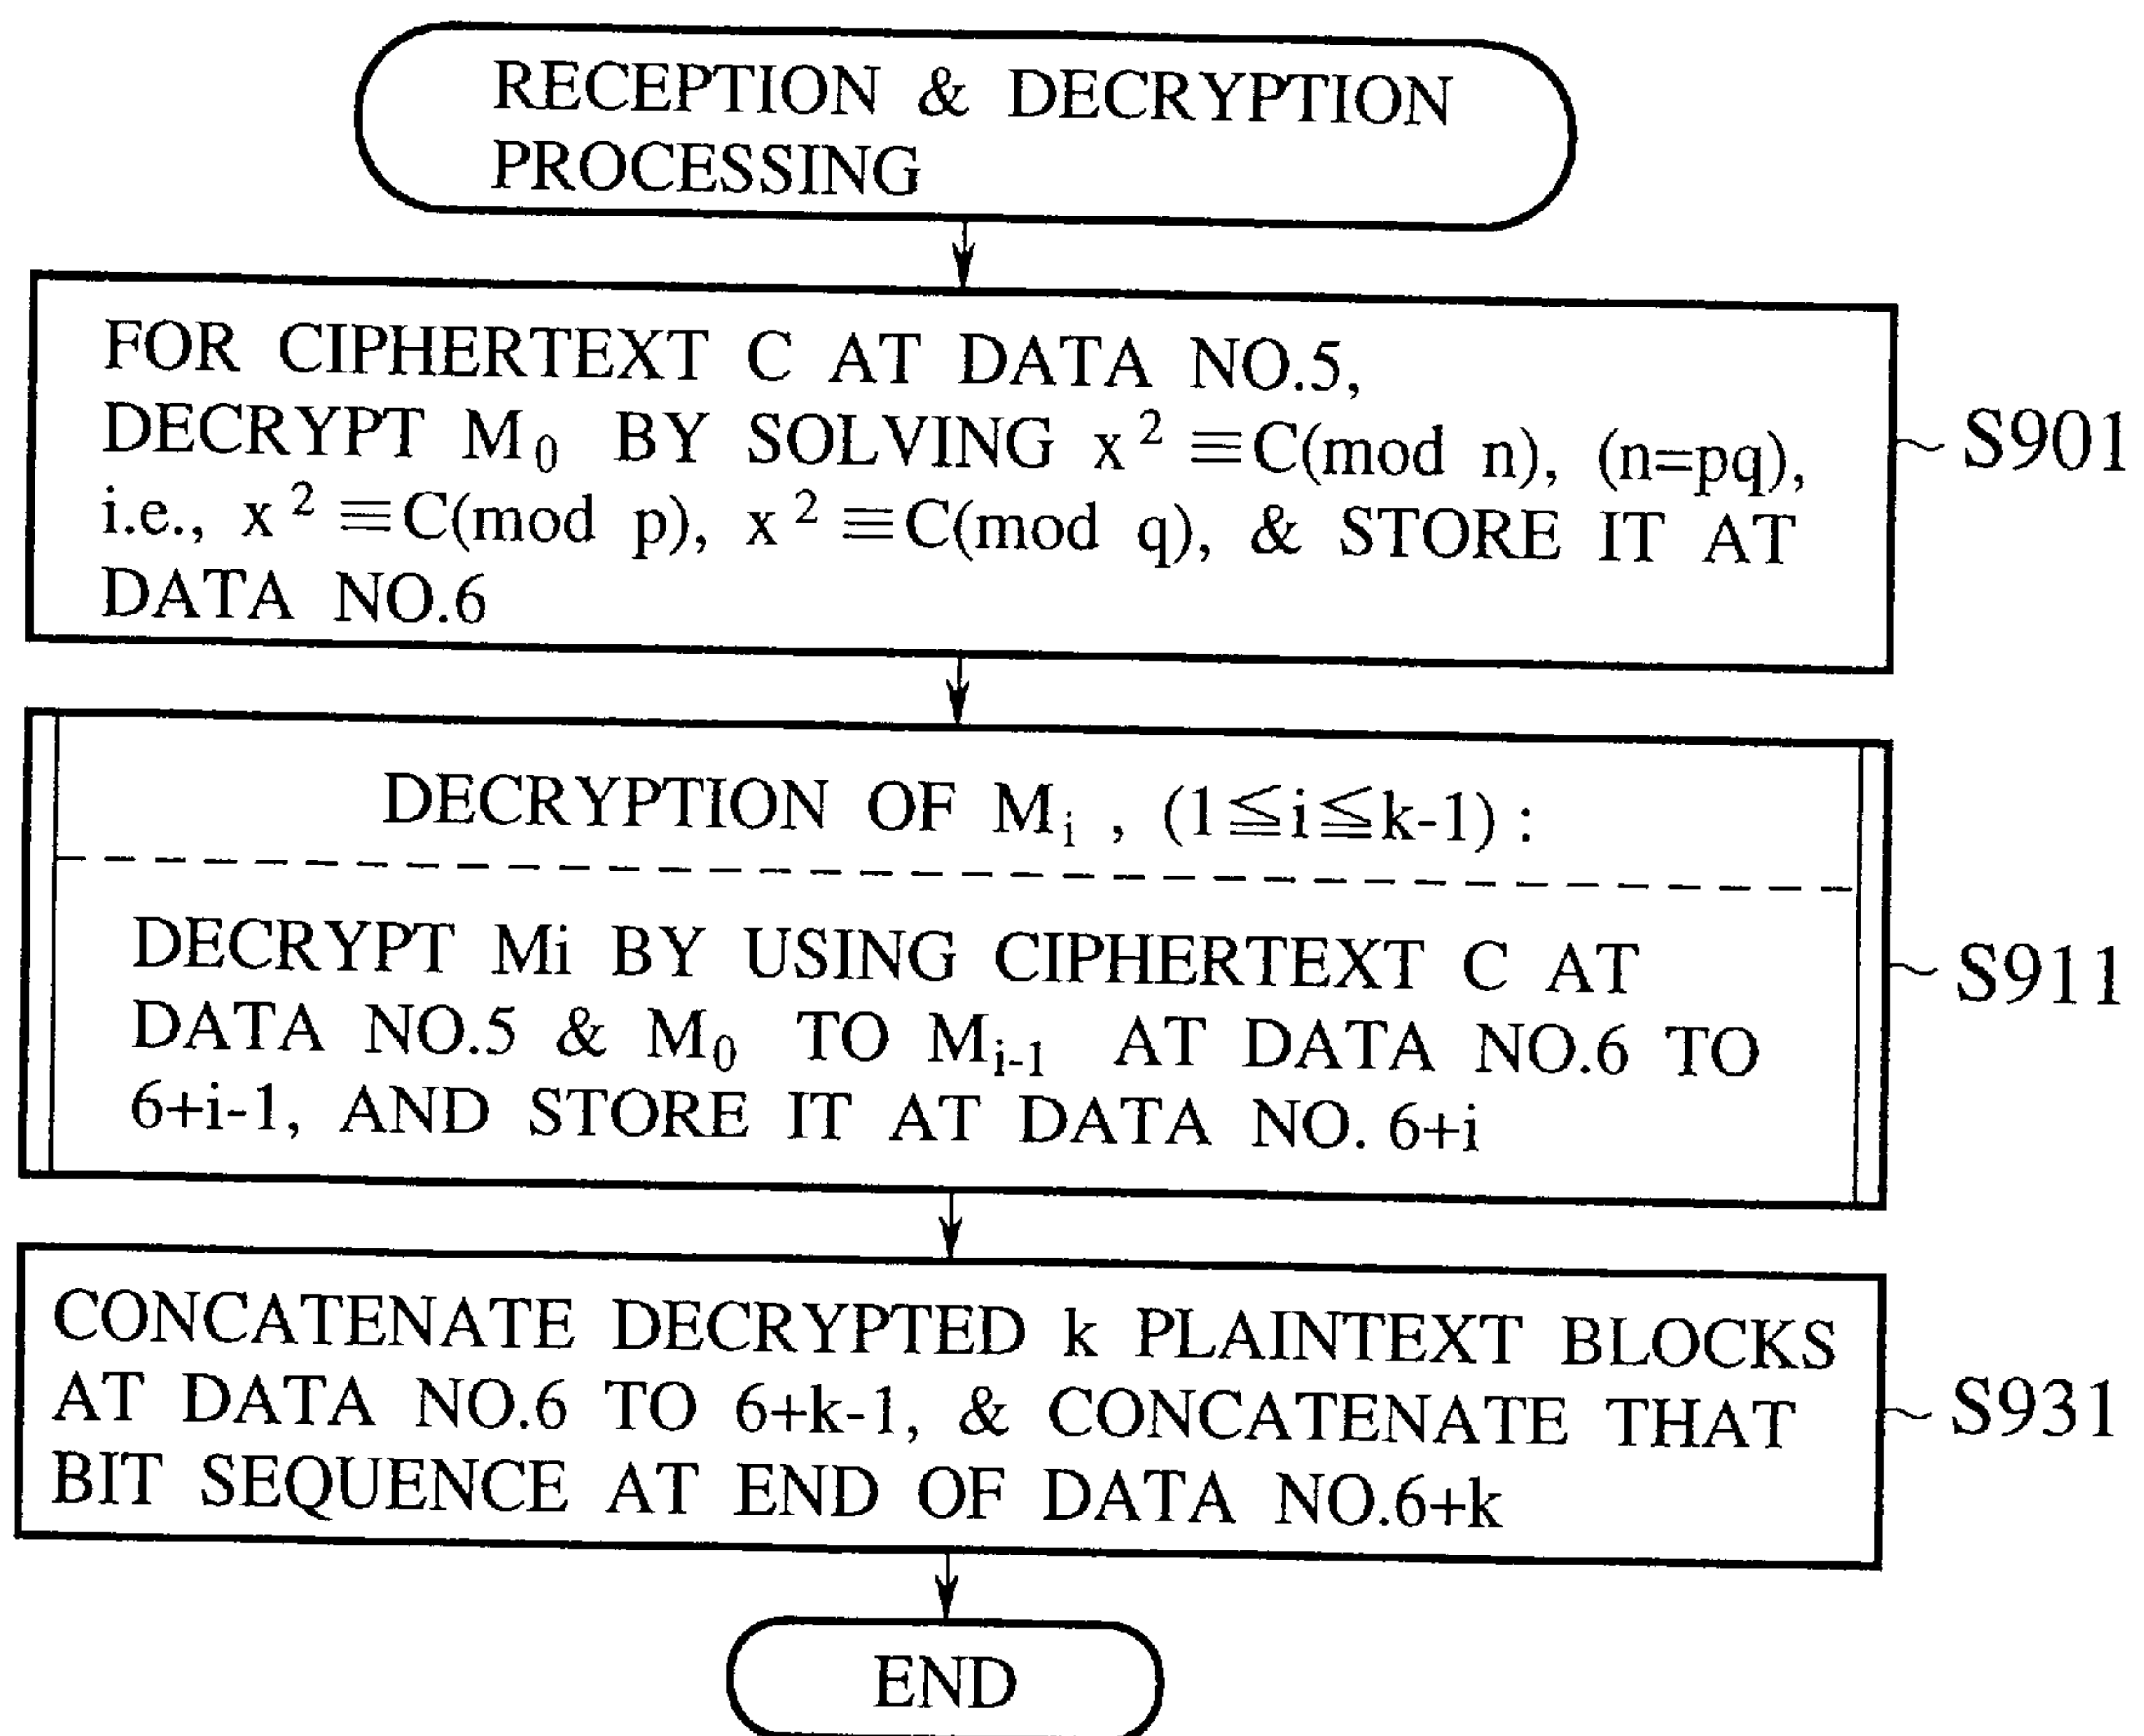 RECEPTION & DECRYPTION
PROCESSING
FOR CIPHERTEXT C AT DATA NO.5,
DECRYPT M₀ BY SOLVING x² ≡C(mod n), (n=pq),
i.e., x² ≡C(mod p), x² ≡C(mod q), & STORE IT AT
DATA NO.6
S901
DECRYPTION OF Mᵢ , (1≦i≦k-1) :
DECRYPT Mi BY USING CIPHERTEXT C AT
DATA NO.5 & M₀ TO Mᵢ₋₁ AT DATA NO.6 TO
6+i-1, AND STORE IT AT DATA NO. 6+i
S911
CONCATENATE DECRYPTED k PLAINTEXT BLOCKS
AT DATA NO.6 TO 6+k-1, & CONCATENATE THAT
BIT SEQUENCE AT END OF DATA NO.6+k
S931
END